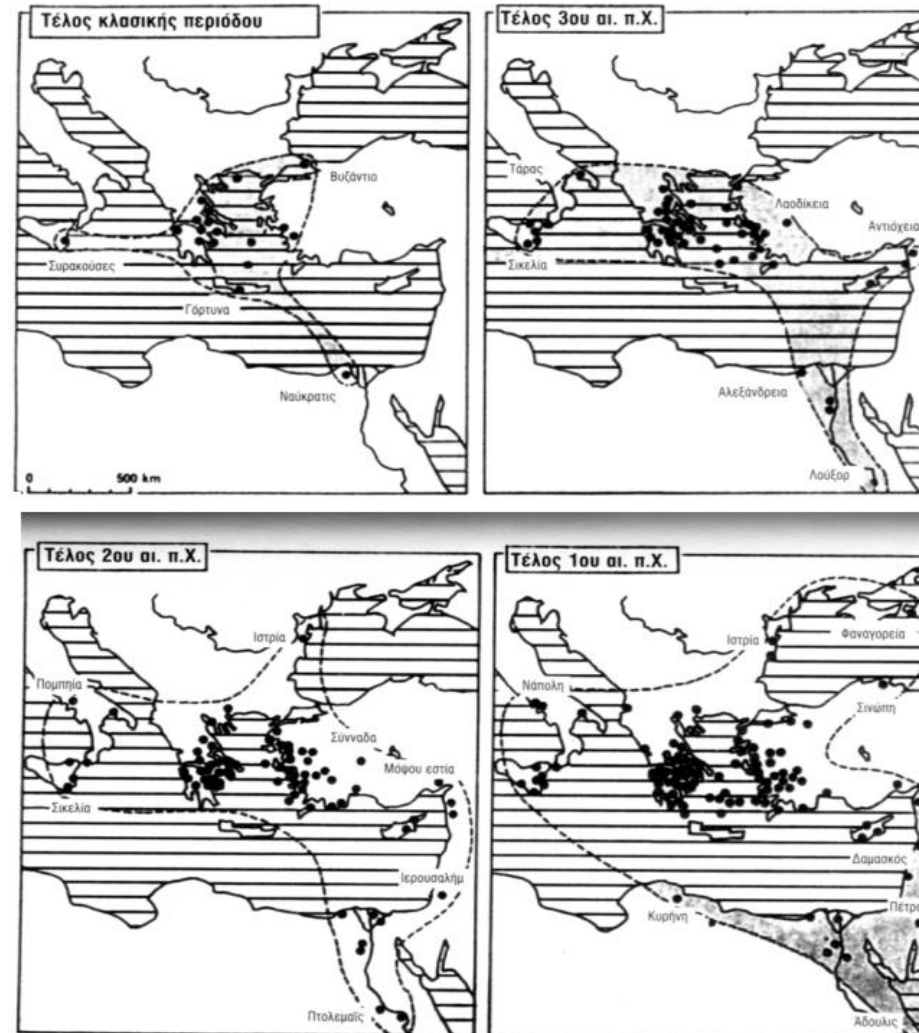 Τέλος κλασικής περιόδου
Βυζάντιο
Συρακούσες
Γόρτυνα
Ναύκρατις
0 500 km
Τέλος 3ου αι. π.Χ.
Τάρας
Λαοδίκεια
Αντιόχεια
Σικελία
Αλεξάνδρεια
Λούξορ
Τέλος 2ου αι. π.Χ.
Ιστρία
Πομπηία
Σύνναδα
Μόψου εστία
Σικελία
Ιερουσαλήμ
Πτολεμαΐς
Τέλος 1ου αι. π.Χ.
Ιστρία
Φαναγορεία
Νάπολη
Σινώπη
Δαμασκός
Πέτρα
Κυρήνη
Άδουλις